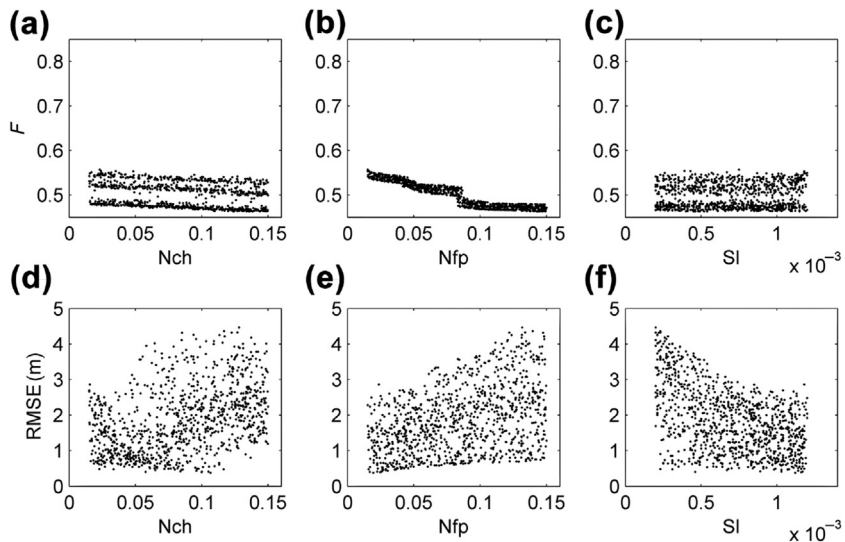 (a) (b) (c)
F
0.8 0.8 0.8
0.7 0.7 0.7
0.6 0.6 0.6
0.5 0.5 0.5
0 0.05 0.1 0.15 0 0.05 0.1 0.15 0 0.5 1
Nch Nfp SI
x 10⁻³
(d) (e) (f)
RMSE (m)
5 5 5
4 4 4
3 3 3
2 2 2
1 1 1
0 0 0
0 0.05 0.1 0.15 0 0.05 0.1 0.15 0 0.5 1
Nch Nfp SI
x 10⁻³